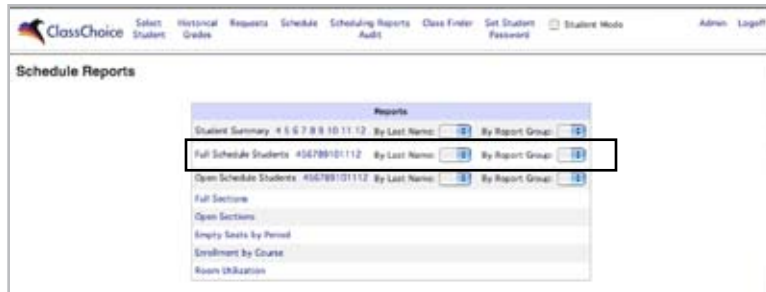 ClassChoice Select Student Historical Grades Requests Schedule Scheduling Reports Audit Class Finder Set Student Password Student Mode Admin Logoff
Schedule Reports
Reports
Student Summary 4 5 6 7 8 9 10 11 12 By Last Name: By Report Group:
Full Schedule Students 456789101112 By Last Name: By Report Group:
Open Schedule Students 456789101112 By Last Name: By Report Group:
Full Sections
Open Sections
Empty Seats by Period
Enrollment by Course
Room Utilization